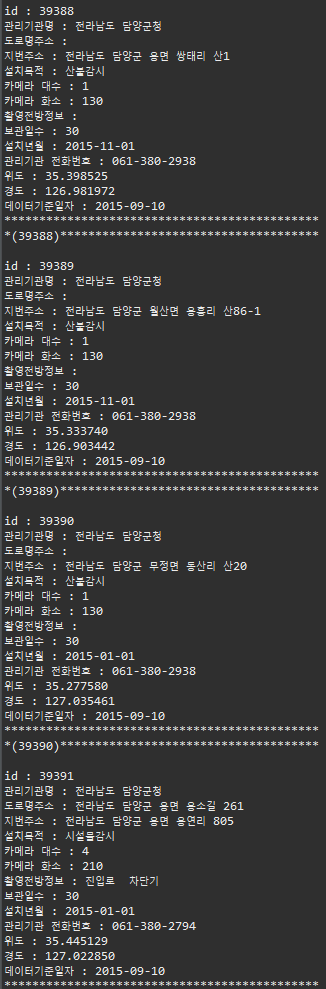 id : 39388
관리기관명 : 전라남도 담양군청
도로명주소 :
지번주소 : 전라남도 담양군 용면 쌍태리 산1
설치목적 : 산불감시
카메라 대수 : 1
카메라 화소 : 130
촬영전방정보 :
보관일수 : 30
설치년월 : 2015-11-01
관리기관 전화번호 : 061-380-2938
위도 : 35.398525
경도 : 126.981972
데이터기준일자 : 2015-09-10
*********************************************
*(39388)*************************************
id : 39389
관리기관명 : 전라남도 담양군청
도로명주소 :
지번주소 : 전라남도 담양군 월산면 용흥리 산86-1
설치목적 : 산불감시
카메라 대수 : 1
카메라 화소 : 130
촬영전방정보 :
보관일수 : 30
설치년월 : 2015-11-01
관리기관 전화번호 : 061-380-2938
위도 : 35.333740
경도 : 126.903442
데이터기준일자 : 2015-09-10
*********************************************
*(39389)*************************************
id : 39390
관리기관명 : 전라남도 담양군청
도로명주소 :
지번주소 : 전라남도 담양군 무정면 동산리 산20
설치목적 : 산불감시
카메라 대수 : 1
카메라 화소 : 130
촬영전방정보 :
보관일수 : 30
설치년월 : 2015-01-01
관리기관 전화번호 : 061-380-2938
위도 : 35.277580
경도 : 127.035461
데이터기준일자 : 2015-09-10
*********************************************
*(39390)*************************************
id : 39391
관리기관명 : 전라남도 담양군청
도로명주소 : 전라남도 담양군 용면 용소길 261
지번주소 : 전라남도 담양군 용면 용연리 805
설치목적 : 시설물감시
카메라 대수 : 4
카메라 화소 : 210
촬영전방정보 : 진입로  차단기
보관일수 : 30
설치년월 : 2015-01-01
관리기관 전화번호 : 061-380-2794
위도 : 35.445129
경도 : 127.022850
데이터기준일자 : 2015-09-10
*********************************************